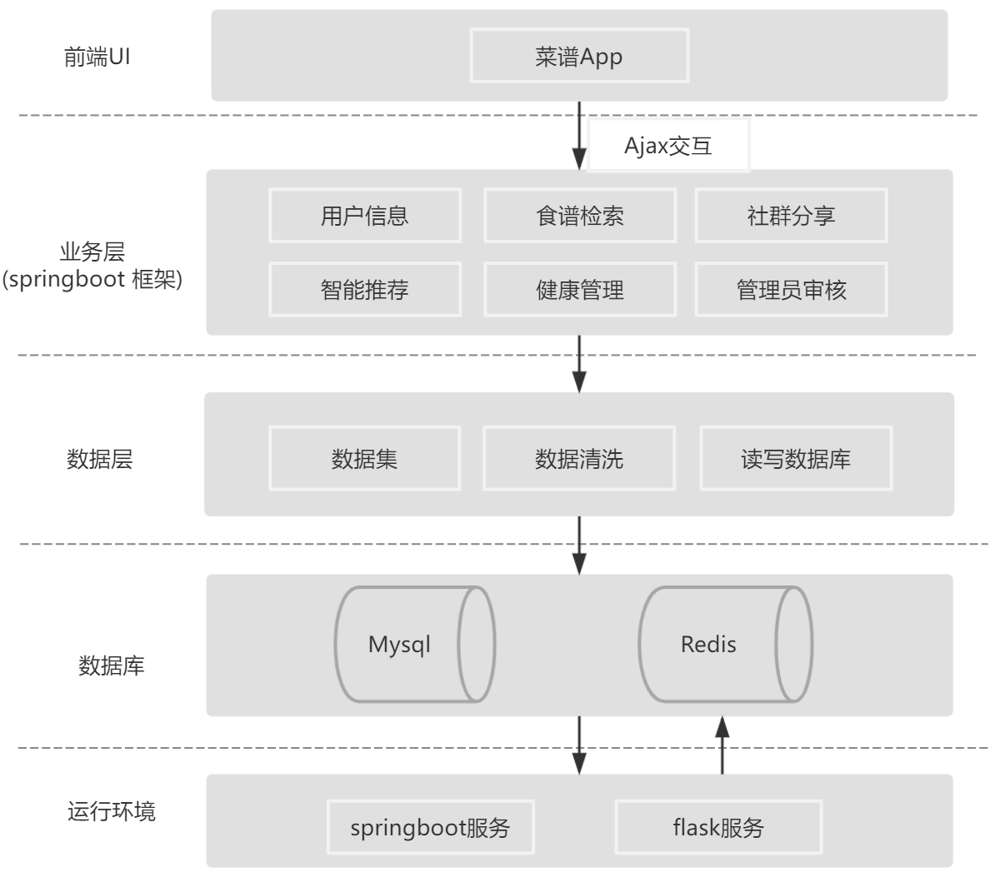 前端UI
菜谱App
Ajax交互
业务层
(springboot 框架)
用户信息
食谱检索
社群分享
智能推荐
健康管理
管理员审核
数据层
数据集
数据清洗
读写数据库
数据库
Mysql
Redis
运行环境
springboot服务
flask服务